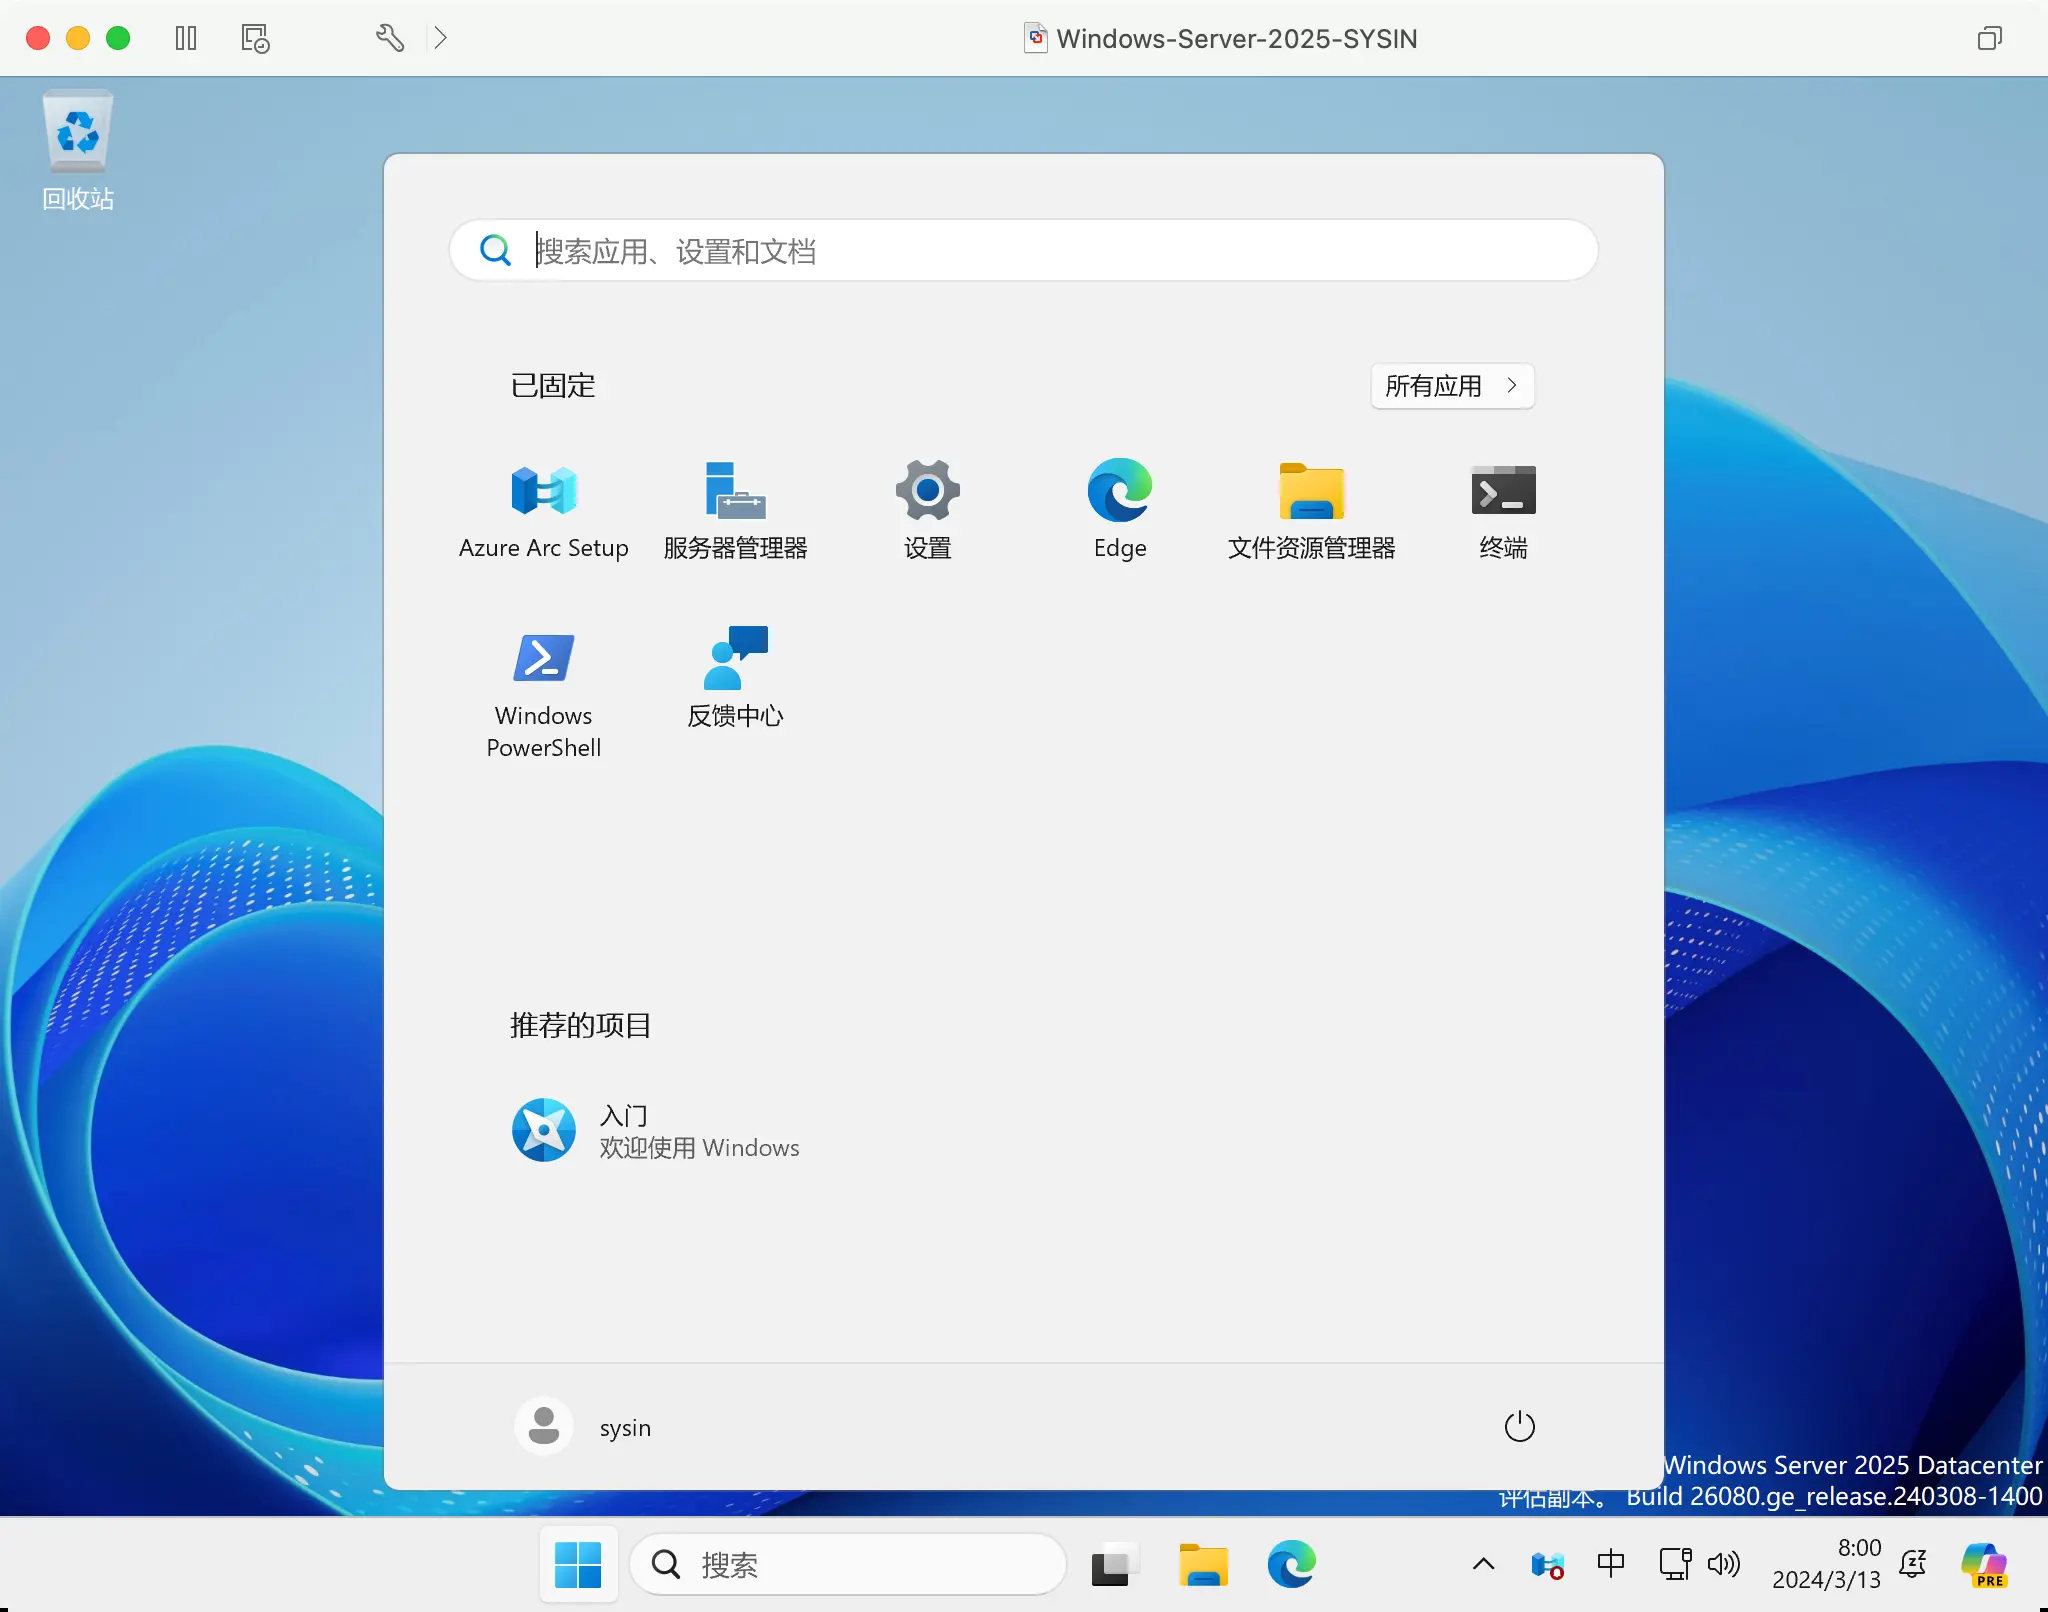 Windows-Server-2025-SYSIN
回收站
搜索应用、设置和文档
已固定
所有应用
Azure Arc Setup
服务器管理器
设置
Edge
文件资源管理器
终端
Windows
PowerShell
反馈中心
推荐的项目
入门
欢迎使用 Windows
sysin
Windows Server 2025 Datacenter
评估副本。 Build 26080.ge_release.240308-1400
搜索
中
8:00
2024/3/13
PRE